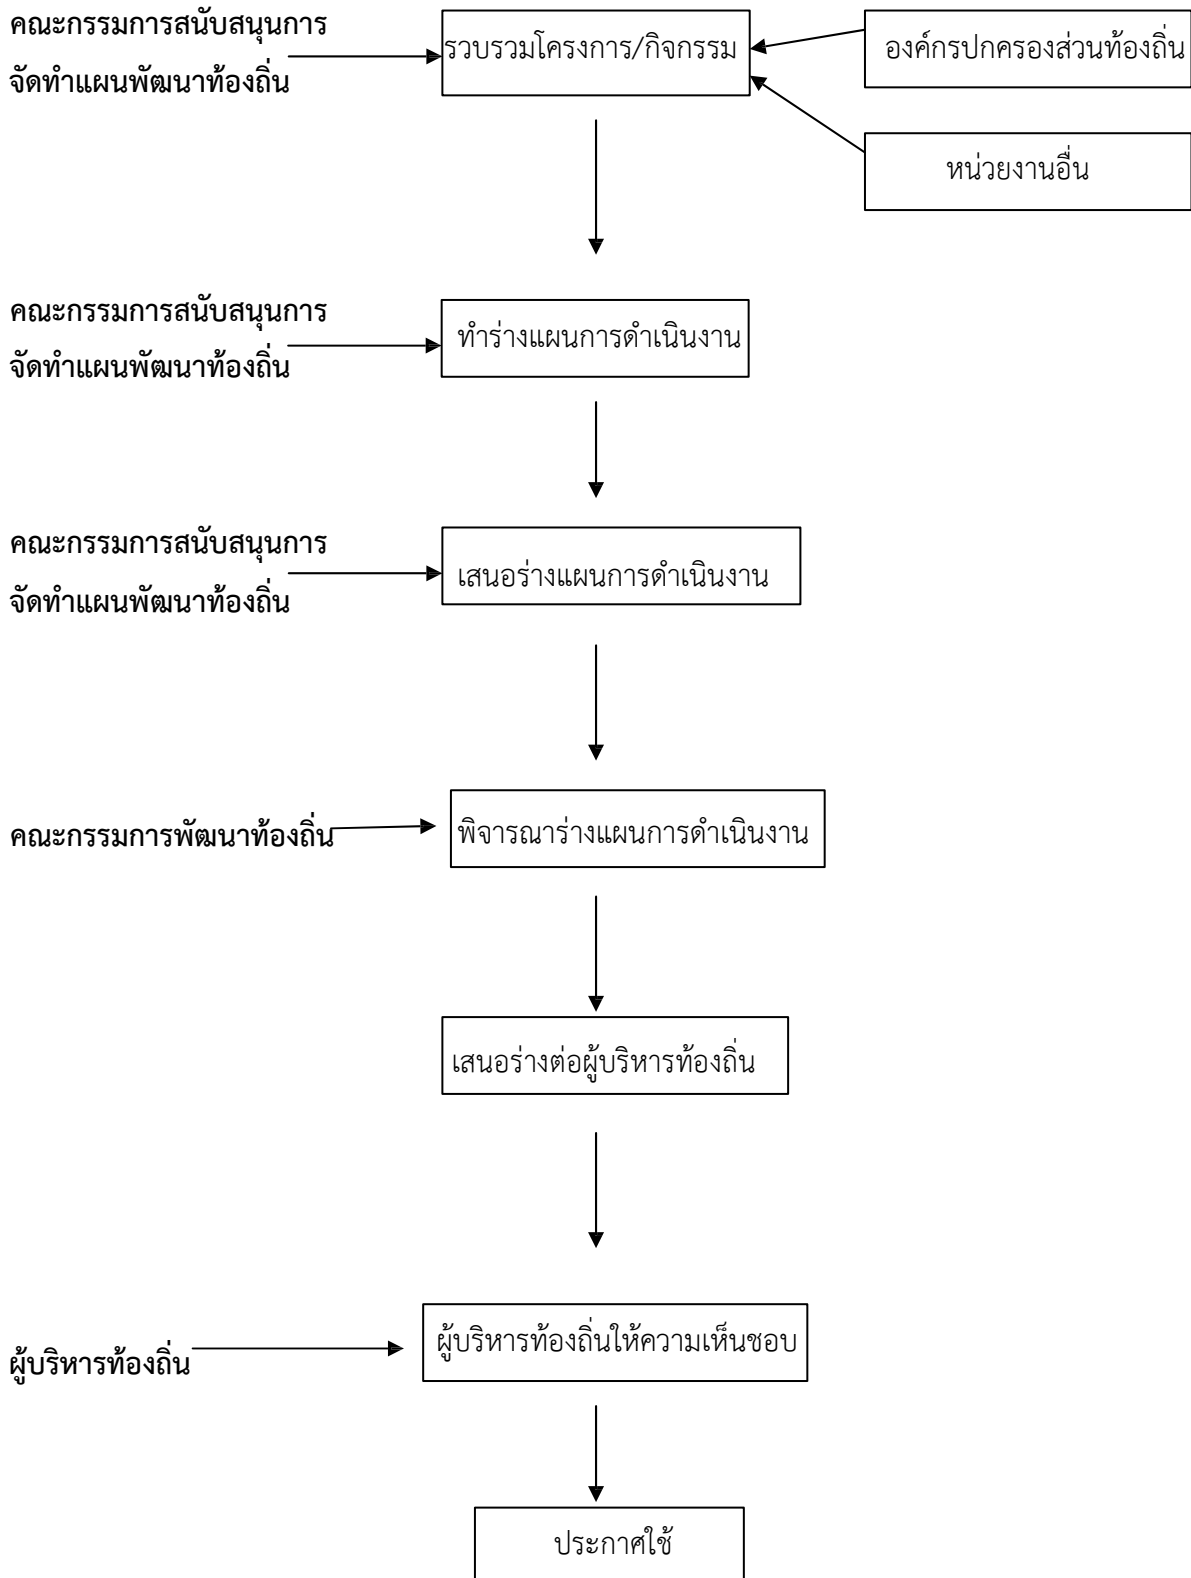 คณะกรรมการสนับสนุนการ
จัดทำแผนพัฒนาท้องถิ่น
รวบรวมโครงการ/กิจกรรม
องค์กรปกครองส่วนท้องถิ่น
หน่วยงานอื่น
คณะกรรมการสนับสนุนการ
จัดทำแผนพัฒนาท้องถิ่น
ทำร่างแผนการดำเนินงาน
คณะกรรมการสนับสนุนการ
จัดทำแผนพัฒนาท้องถิ่น
เสนอร่างแผนการดำเนินงาน
คณะกรรมการพัฒนาท้องถิ่น
พิจารณาร่างแผนการดำเนินงาน
เสนอร่างต่อผู้บริหารท้องถิ่น
ผู้บริหารท้องถิ่น
ผู้บริหารท้องถิ่นให้ความเห็นชอบ
ประกาศใช้